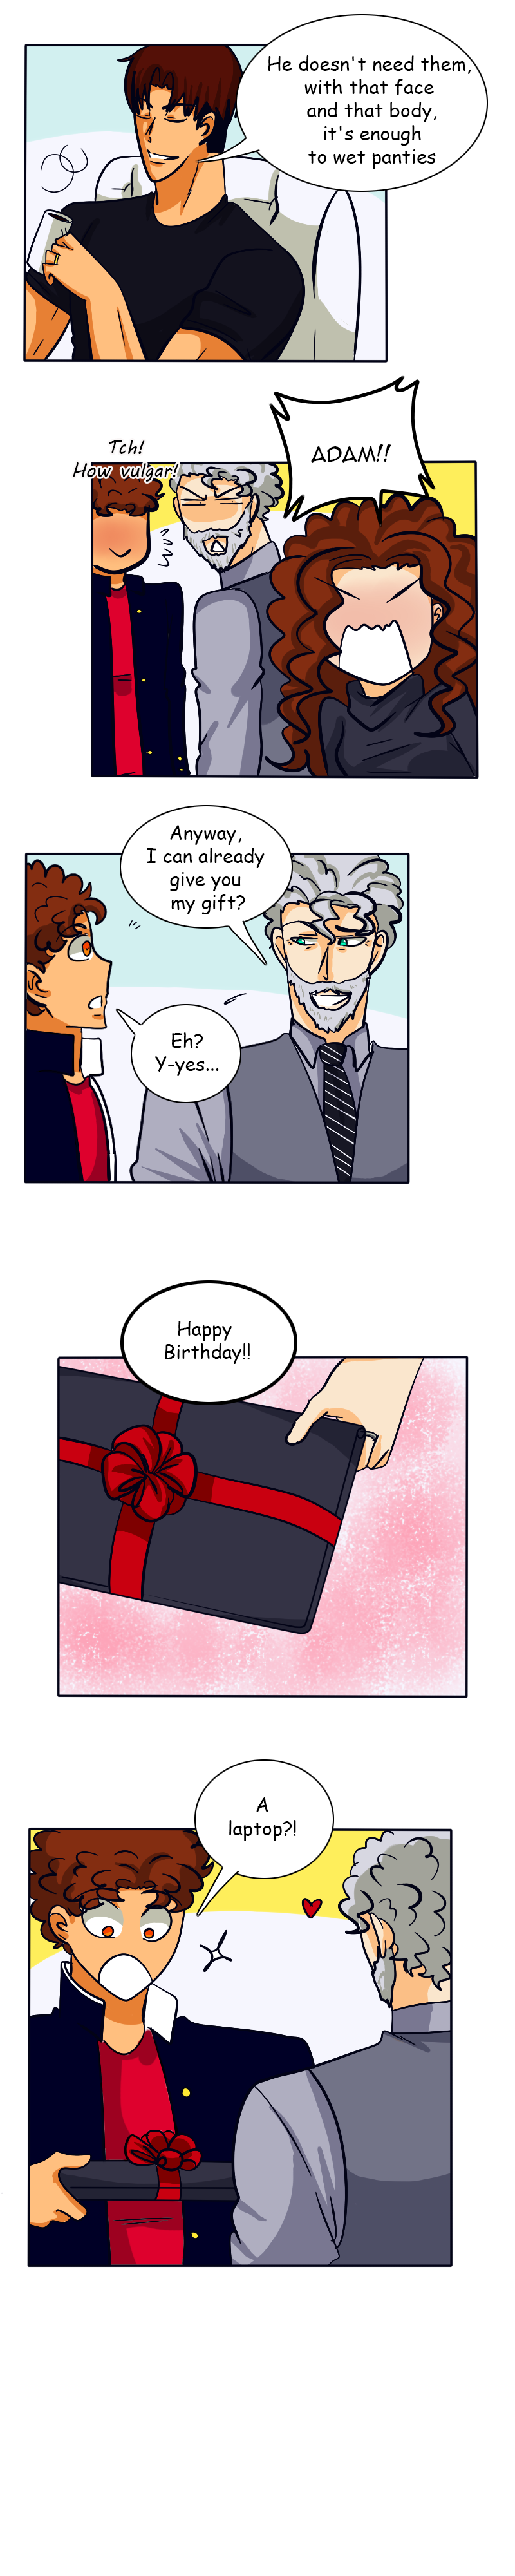 He doesn't need them,
with that face
and that body,
it's enough
to wet panties
ADAM!!
Tch!
How vulgar!
Anyway,
I can already
give you
my gift?
Eh?
Y-yes...
Happy
Birthday!!
A
laptop?!